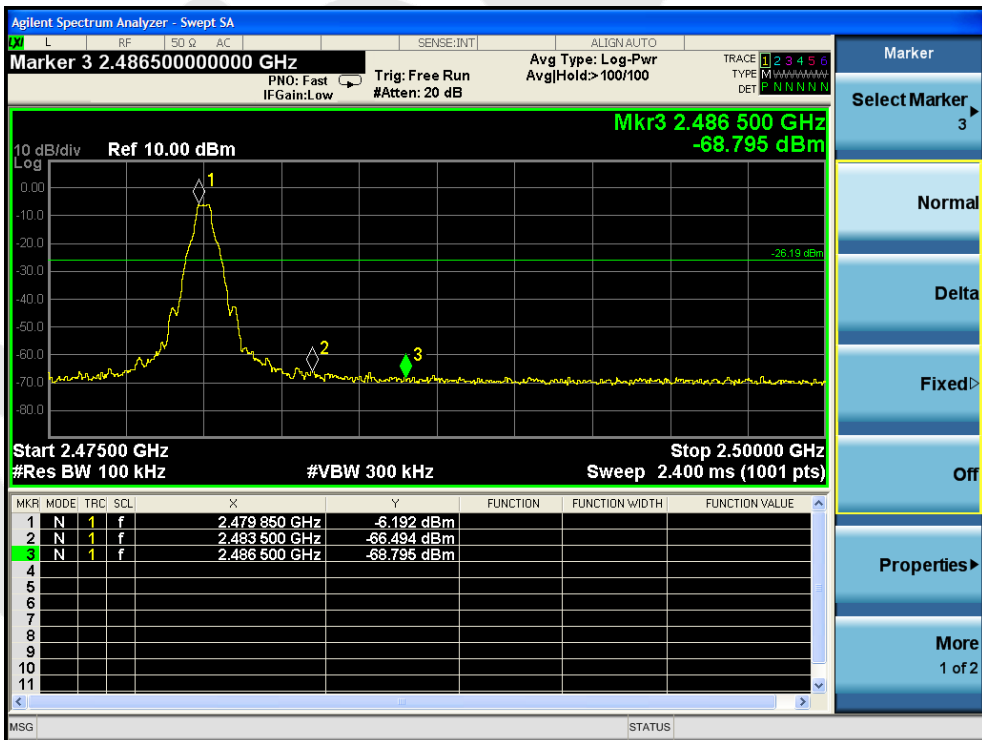 Agilent Spectrum Analyzer - Swept SA
LXI L RF 50 Ω AC SENSE:INT ALIGN AUTO
Marker 3 2.486500000000 GHz
PNO: Fast
IFGain:Low
Trig: Free Run
#Atten: 20 dB
Avg Type: Log-Pwr
Avg|Hold:> 100/100
TRACE 1 2 3 4 5 6
TYPE M
DET P N N N N N
Mkr3 2.486 500 GHz
-68.795 dBm
10 dB/div Ref 10.00 dBm
Log
0.00
-10.0
-20.0
-30.0
-40.0
-50.0
-60.0
-70.0
-80.0
1
2
3
-26.19 dBm
Start 2.47500 GHz Stop 2.50000 GHz
#Res BW 100 kHz #VBW 300 kHz Sweep 2.400 ms (1001 pts)
MKR MODE TRC SCL X Y FUNCTION FUNCTION WIDTH FUNCTION VALUE
1 N 1 f 2.479 850 GHz -6.192 dBm
2 N 1 f 2.483 500 GHz -66.494 dBm
3 N 1 f 2.486 500 GHz -68.795 dBm
4
5
6
7
8
9
10
11
MSG STATUS
Marker
Select Marker
3
Normal
Delta
Fixed
Off
Properties
More
1 of 2